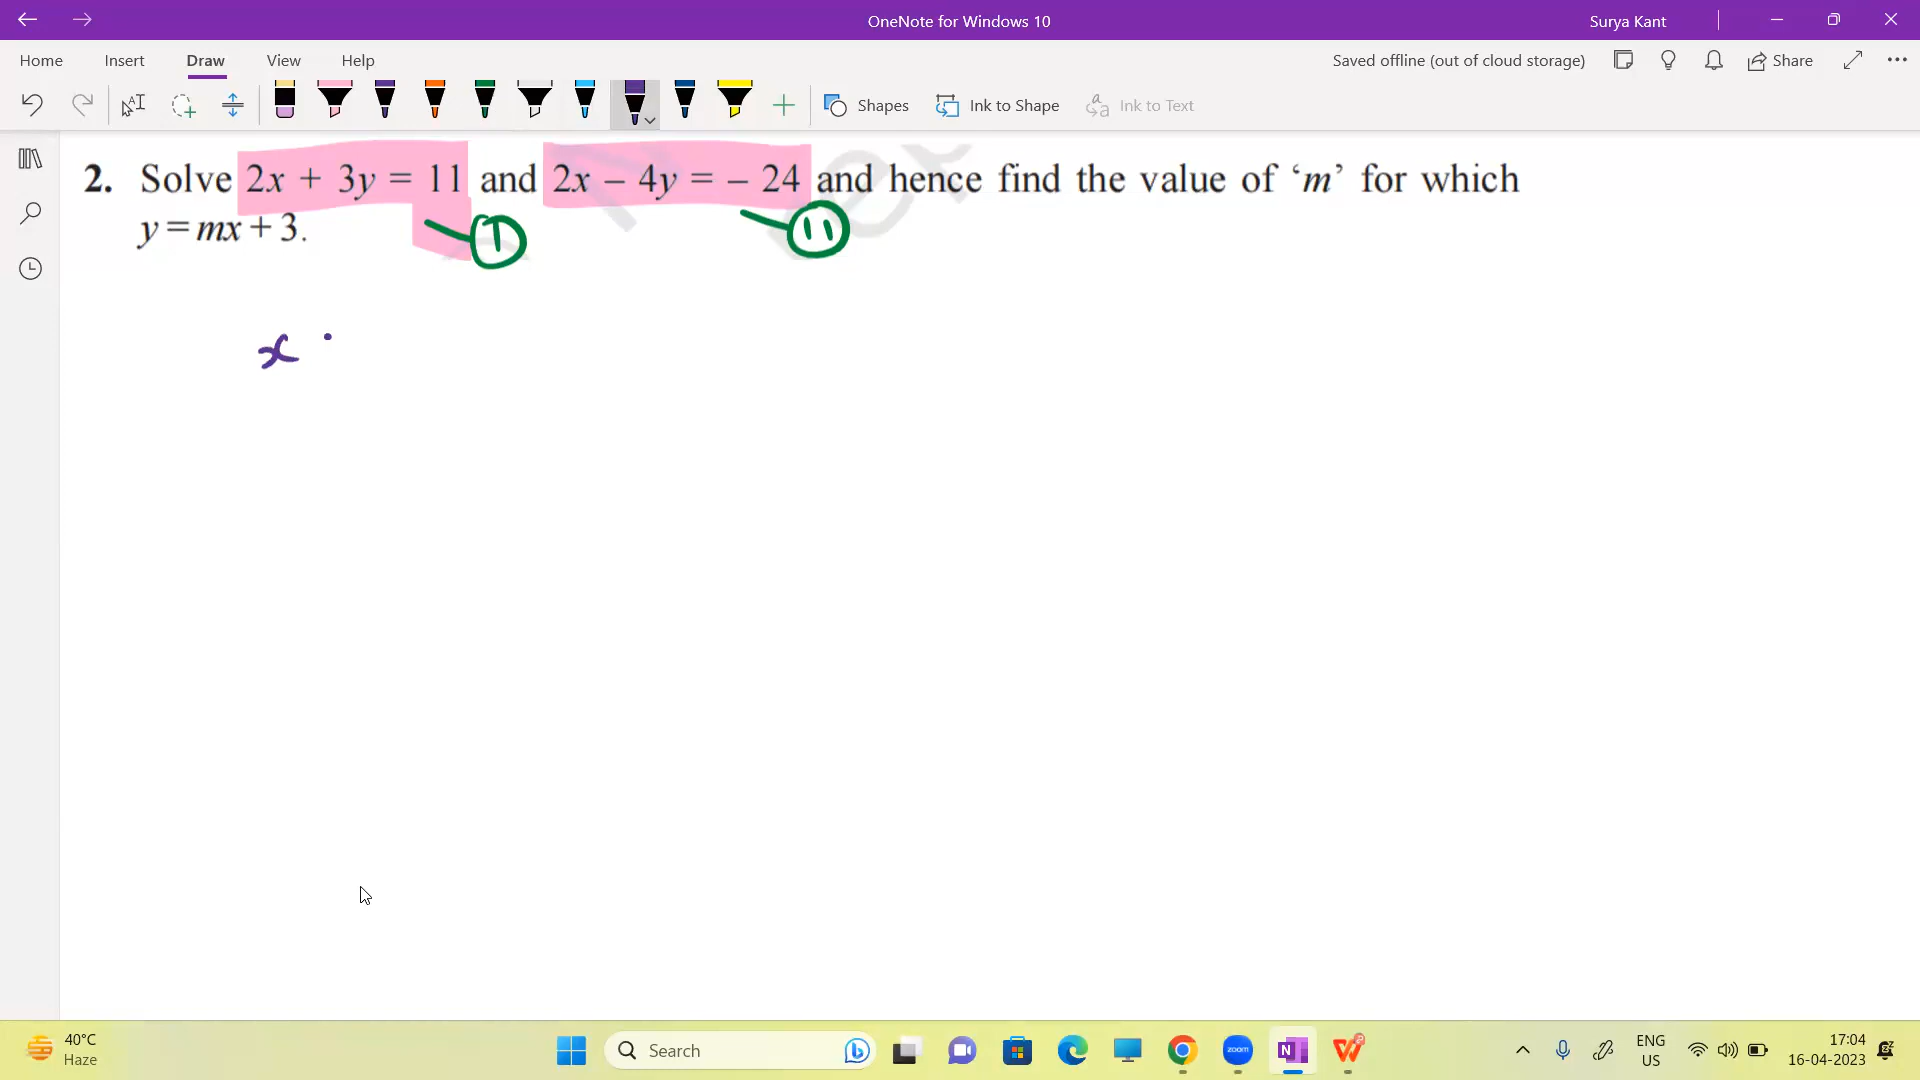 OneNote for Windows 10
Surya Kant
Home Insert Draw View Help
Saved offline (out of cloud storage)
Share
Shapes
Ink to Shape
Ink to Text
2. Solve 2x + 3y = 11 and 2x – 4y = – 24 and hence find the value of ‘m’ for which
y = mx + 3.
I
II
x
40°C
Haze
Search
zoom
N
W
ENG
US
17:04
16-04-2023